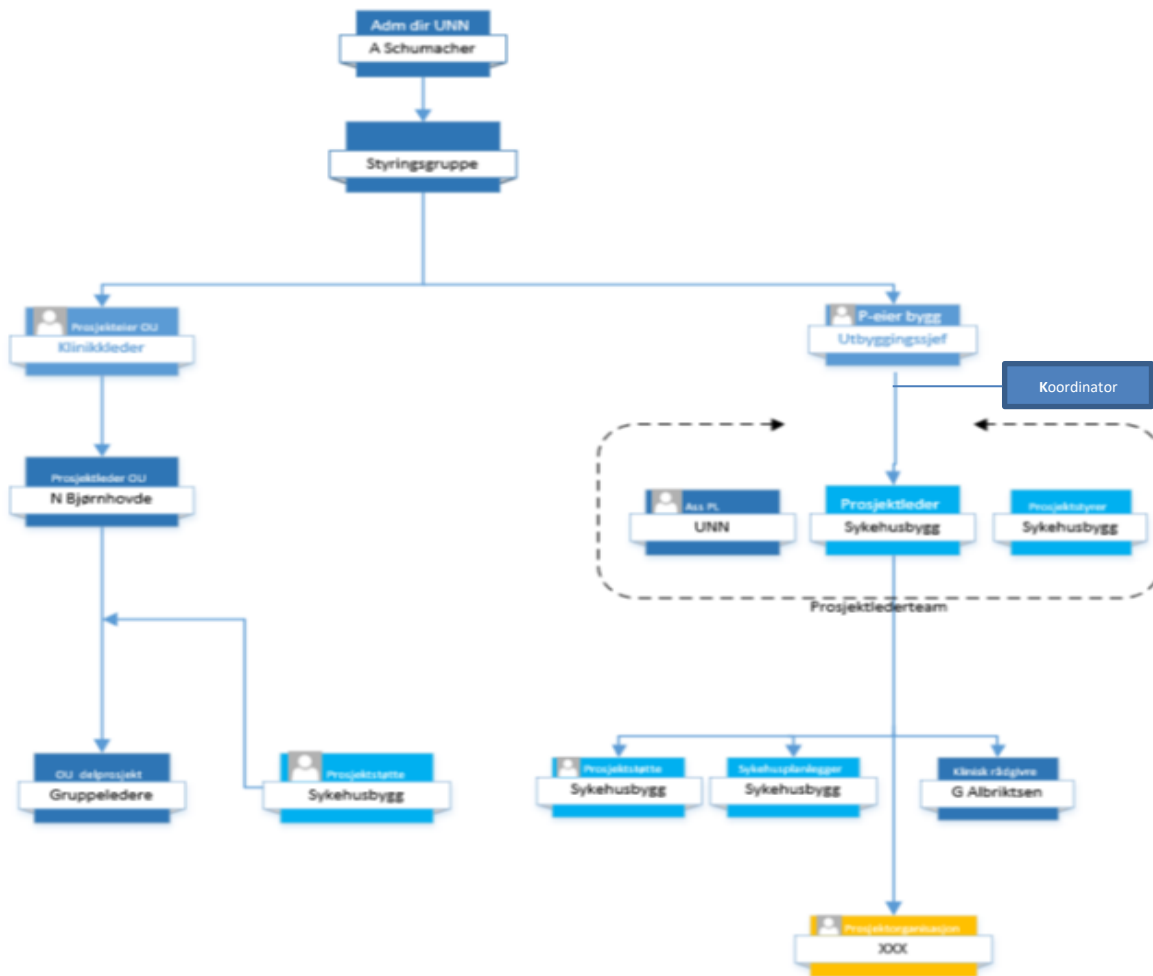 Adm dir UNN
A Schumacher
Styringsgruppe
Prosjekteier OU
Klinikkleder
P-eier bygg
Utbyggingssjef
Koordinator
Prosjektleder OU
N Bjørnhovde
Ass PL
UNN
Prosjektleder
Sykehusbygg
Prosjektstyrer
Sykehusbygg
Prosjektlederteam
OU delprosjekt
Gruppeledere
Prosjektstøtte
Sykehusbygg
Prosjektstøtte
Sykehusbygg
Sykehusplanlegger
Sykehusbygg
Klinisk rådgivre
G Albriktsen
Prosjektorganisasjon
XXX